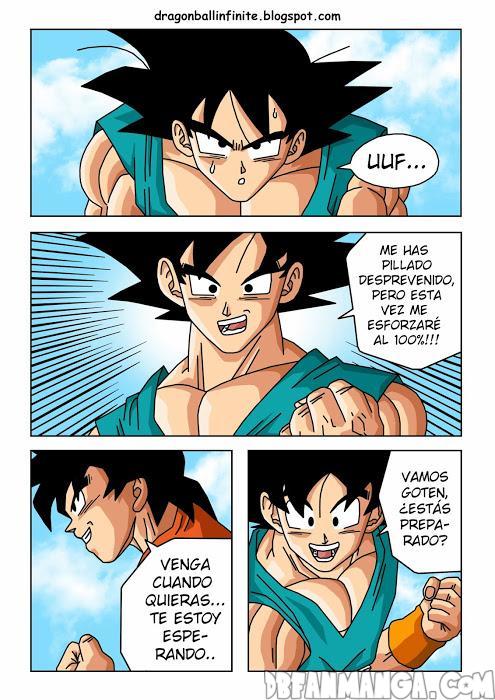 dragonballinfinite.blogspot.com
UUF...
ME HAS
PILLADO
DESPREVENIDO,
PERO ESTA
VEZ ME
ESFORZARÉ
AL 100%!!!
VENGA
CUANDO
QUIERAS...
TE ESTOY
ESPE-
RANDO..
VAMOS
GOTEN,
¿ESTÁS
PREPA-
RADO?
DBFANMANGA.COM